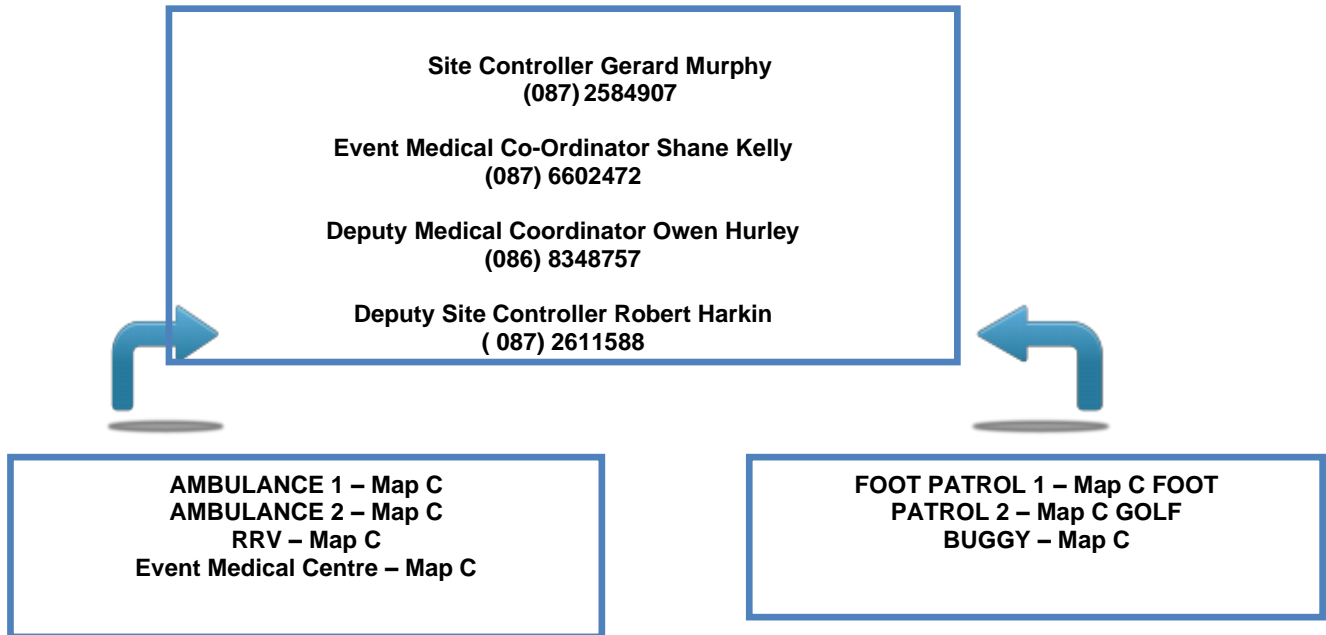 Site Controller Gerard Murphy
(087) 2584907
Event Medical Co-Ordinator Shane Kelly
(087) 6602472
Deputy Medical Coordinator Owen Hurley
(086) 8348757
Deputy Site Controller Robert Harkin
( 087) 2611588
AMBULANCE 1 – Map C
AMBULANCE 2 – Map C
RRV – Map C
Event Medical Centre – Map C
FOOT PATROL 1 – Map C FOOT
PATROL 2 – Map C GOLF
BUGGY – Map C